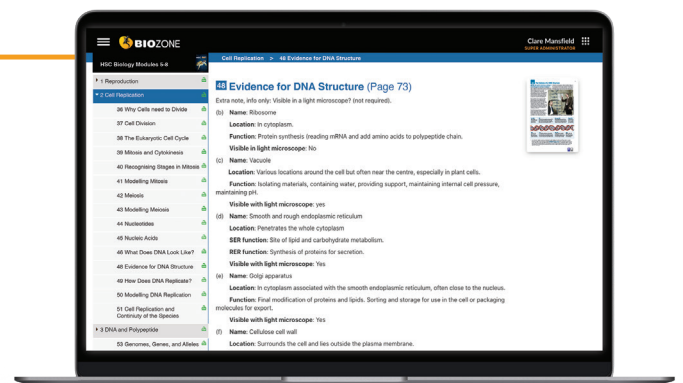 BIOZONE
Clare Mansfield
SUPER ADMINISTRATOR
HSC Biology Modules 5-8
Cell Replication > 48 Evidence for DNA Structure
1 Reproduction
2 Cell Replication
36 Why Cells need to Divide
37 Cell Division
38 The Eukaryotic Cell Cycle
39 Mitosis and Cytokinesis
40 Recognising Stages in Mitosis
41 Modelling Mitosis
42 Meiosis
43 Modelling Meiosis
44 Nucleotides
45 Nucleic Acids
46 What Does DNA Look Like?
48 Evidence for DNA Structure
49 How Does DNA Replicate?
50 Modelling DNA Replication
51 Cell Replication and
Continuty of the Species
3 DNA and Polypeptide
53 Genomes, Genes, and Alleles
48 Evidence for DNA Structure (Page 73)
Extra note, info only: Visible in a light microscope? (not required).
(b) Name: Ribosome
Location: in cytoplasm.
Function: Protein synthesis (reading mRNA and add amino acids to polypeptide chain.
Visible in light microscope: No
(c) Name: Vacuole
Location: Various locations around the cell but often near the centre, especially in plant cells.
Function: Isolating materials, containing water, providing support, maintaining internal cell pressure,
maintaining pH.
Visible with light microscope: yes
(d) Name: Smooth and rough endoplasmic reticulum
Location: Penetrates the whole cytoplasm
SER function: Site of lipid and carbohydrate metabolism.
RER function: Synthesis of proteins for secretion.
Visible with light microscope: Yes
(e) Name: Golgi apparatus
Location: In cytoplasm associated with the smooth endoplasmic reticulum, often close to the nucleus.
Function: Final modification of proteins and lipids. Sorting and storage for use in the cell or packaging
molecules for export.
Visible with light microscope: Yes
(f) Name: Cellulose cell wall
Location: Surrounds the cell and lies outside the plasma membrane.